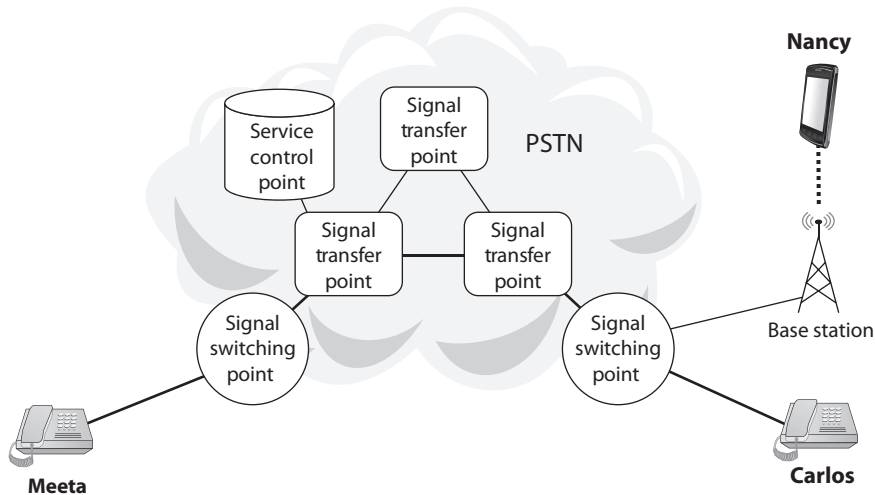 Nancy
Signal
transfer
point
PSTN
Service
control
point
Signal
transfer
point
Signal
transfer
point
Signal
switching
point
Signal
switching
point
Base station
Meeta
Carlos